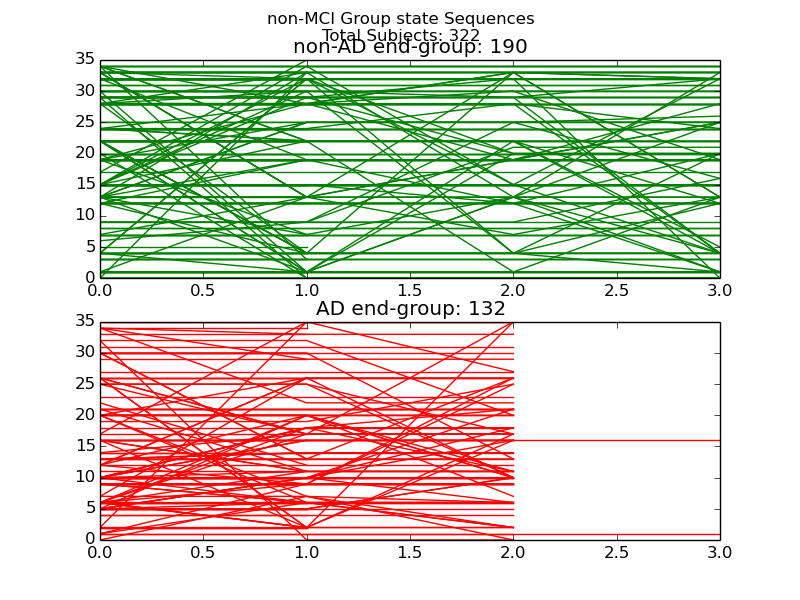 non-MCI Group state Sequences
Total Subjects: 322
non-AD end-group: 190
35
30
25
20
15
10
5
0
0.0 0.5 1.0 1.5 2.0 2.5 3.0
AD end-group: 132
35
30
25
20
15
10
5
0
0.0 0.5 1.0 1.5 2.0 2.5 3.0